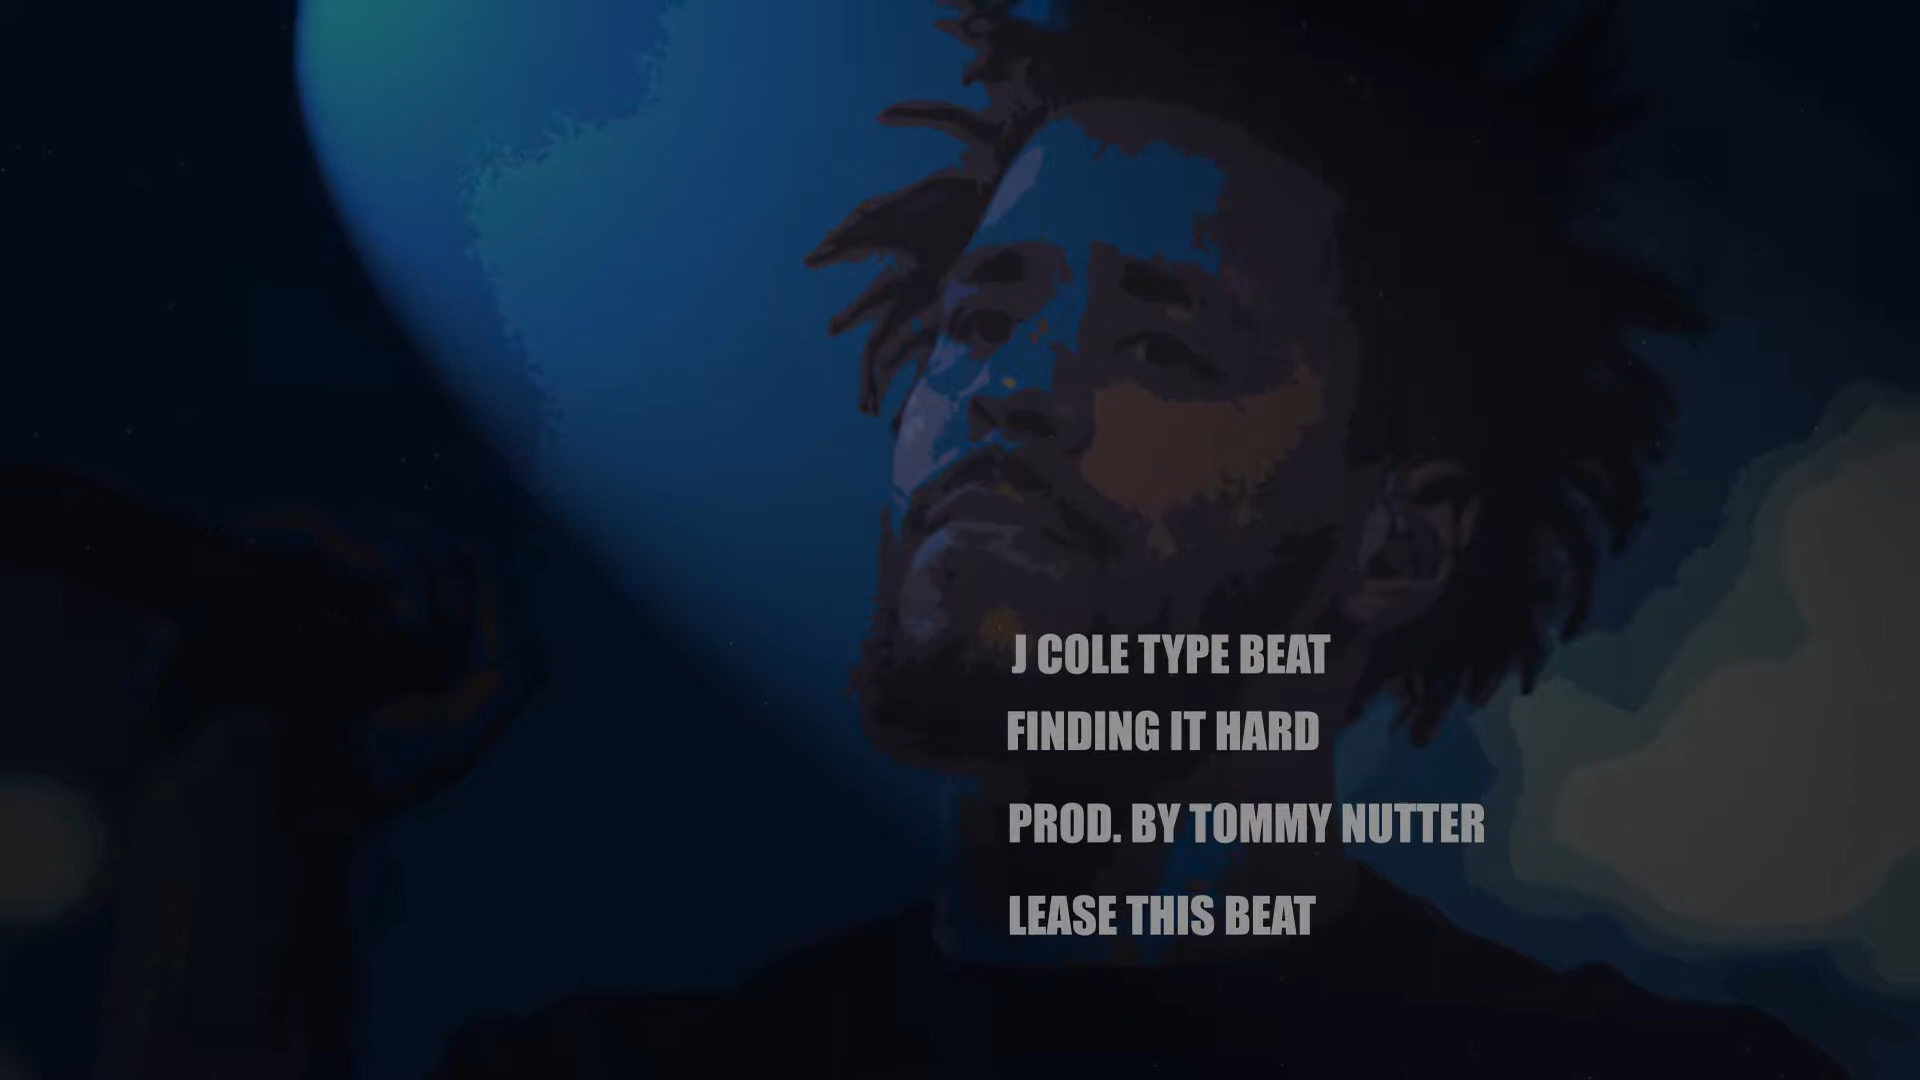 J COLE TYPE BEAT
FINDING IT HARD
PROD. BY TOMMY NUTTER
LEASE THIS BEAT